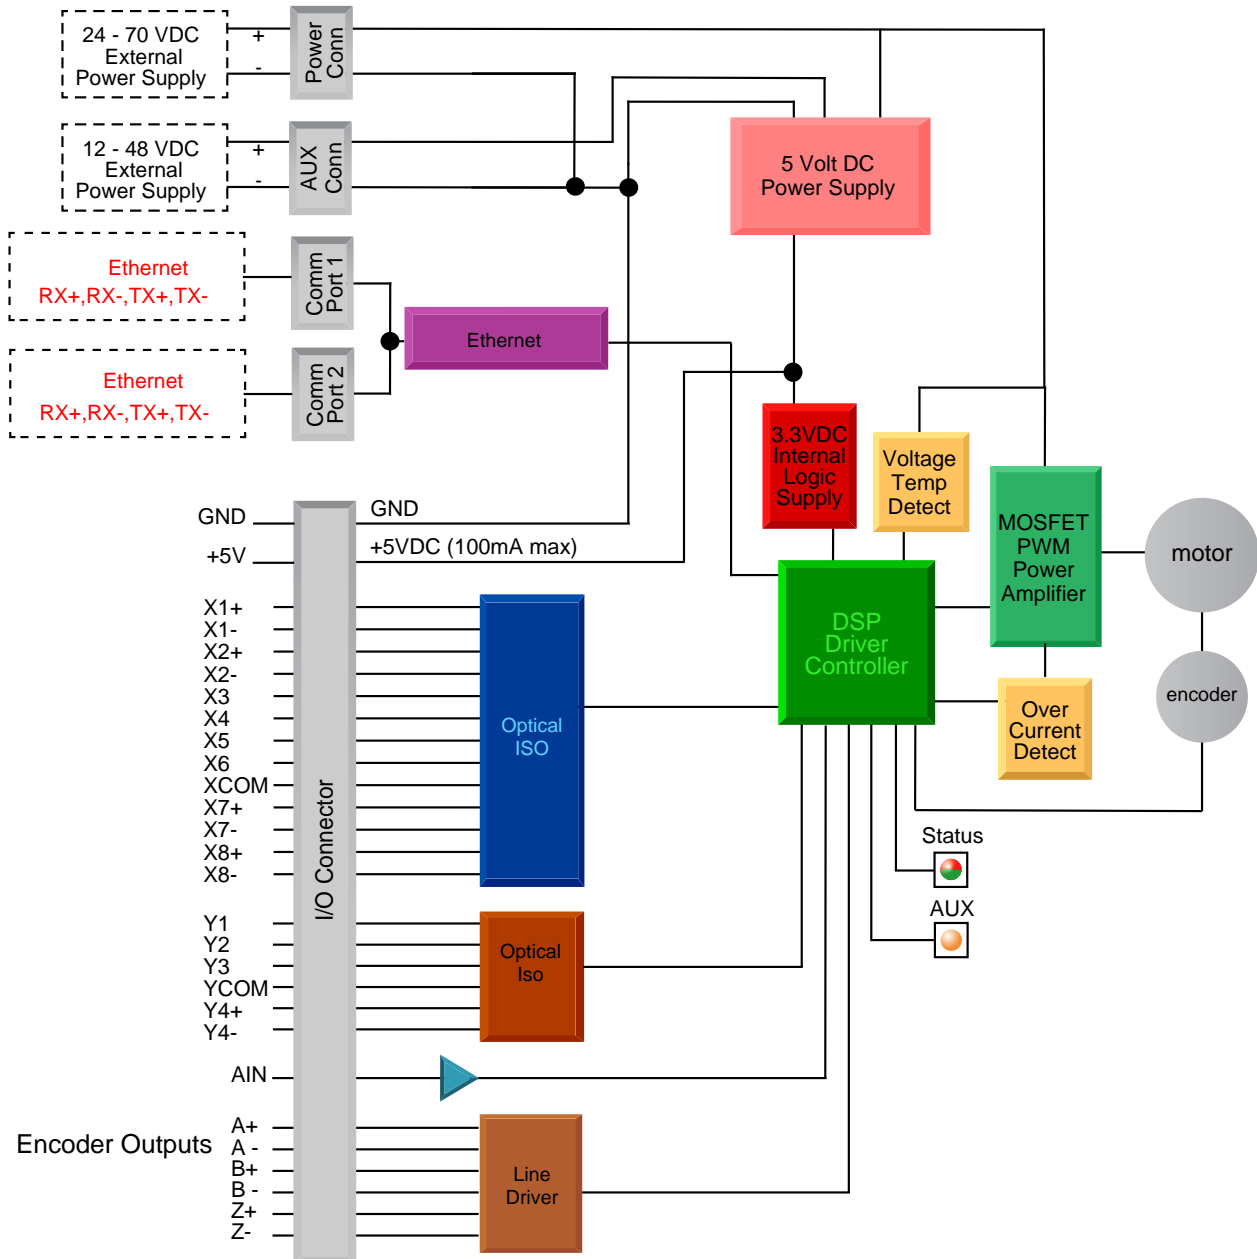 24 - 70 VDC
External
Power Supply
+
-
Power
Conn
12 - 48 VDC
External
Power Supply
+
-
AUX
Conn
5 Volt DC
Power Supply
Ethernet
RX+,RX-,TX+,TX-
Comm
Port 1
Ethernet
Ethernet
RX+,RX-,TX+,TX-
Comm
Port 2
3.3VDC
Internal
Logic
Supply
Voltage
Temp
Detect
MOSFET
PWM
Power
Amplifier
motor
encoder
DSP
Driver
Controller
Over
Current
Detect
Status
AUX
I/O Connector
GND
GND
+5V
+5VDC (100mA max)
X1+
X1-
X2+
X2-
X3
X4
X5
X6
XCOM
X7+
X7-
X8+
X8-
Optical
ISO
Y1
Y2
Y3
YCOM
Y4+
Y4-
Optical
Iso
AIN
Encoder Outputs
A+
A -
B+
B -
Z+
Z-
Line
Driver